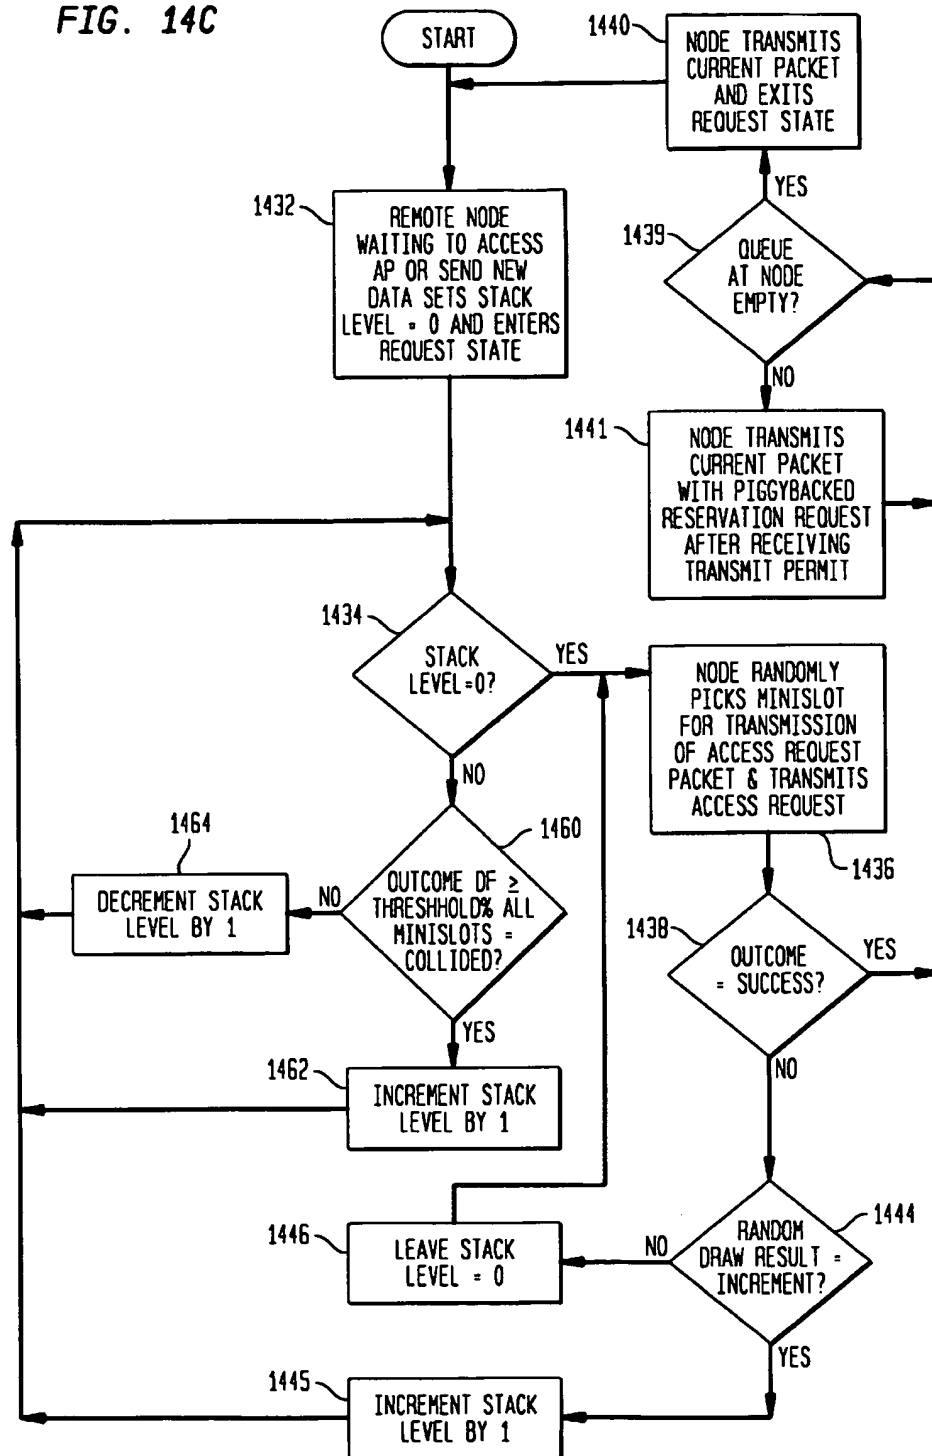 FIG. 14C
START
1440
NODE TRANSMITS
CURRENT PACKET
AND EXITS
REQUEST STATE
YES
1432
REMOTE NODE
WAITING TO ACCESS
AP OR SEND NEW
DATA SETS STACK
LEVEL = 0 AND ENTERS
REQUEST STATE
1439
QUEUE
AT NODE
EMPTY?
NO
1441
NODE TRANSMITS
CURRENT PACKET
WITH PIGGYBACKED
RESERVATION REQUEST
AFTER RECEIVING
TRANSMIT PERMIT
1434
STACK
LEVEL=0?
YES
NO
NODE RANDOMLY
PICKS MINISLOT
FOR TRANSMISSION
OF ACCESS REQUEST
PACKET & TRANSMITS
ACCESS REQUEST
1436
1464
DECREMENT STACK
LEVEL BY 1
NO
1460
OUTCOME OF ≥
THRESHHOLD% ALL
MINISLOTS =
COLLIDED?
YES
1438
OUTCOME
= SUCCESS?
YES
NO
1462
INCREMENT STACK
LEVEL BY 1
1446
LEAVE STACK
LEVEL = 0
NO
1444
RANDOM
DRAW RESULT =
INCREMENT?
YES
1445
INCREMENT STACK
LEVEL BY 1